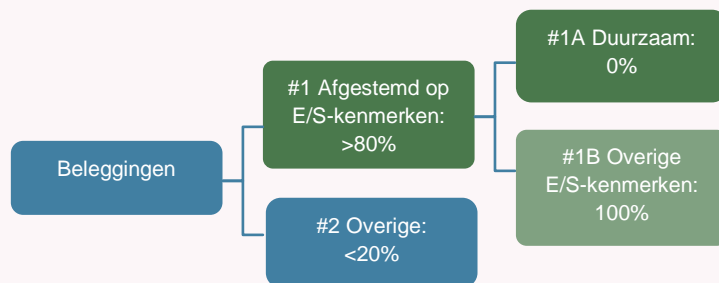 Beleggingen
#1 Afgestemd op
E/S-kenmerken:
>80%
#2 Overige:
<20%
#1A Duurzaam:
0%
#1B Overige
E/S-kenmerken:
100%